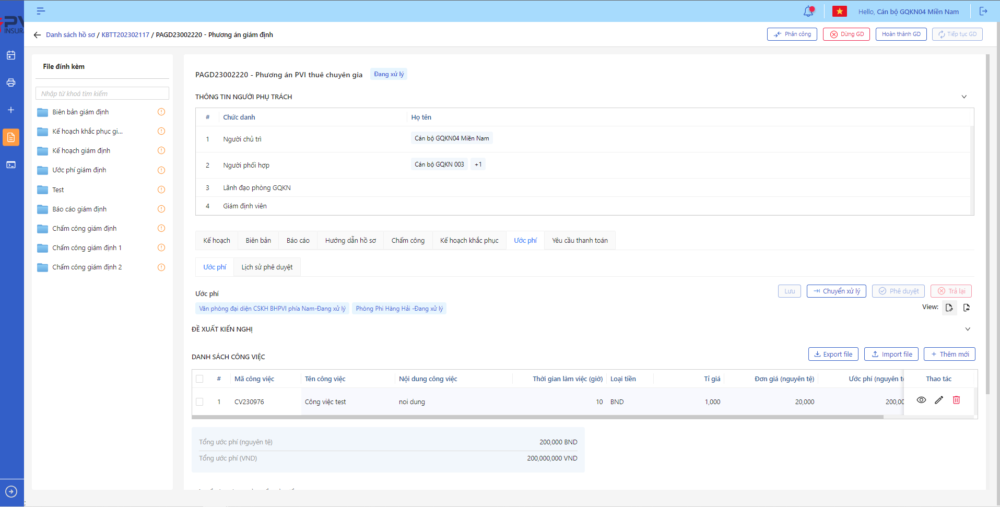 Hello, Cán bộ GQKN04 Miền Nam
Danh sách hồ sơ / KBTT202302117 / PAGD23002220 - Phương án giám định
Phân công
Dừng GD
Hoàn thành GD
Tiếp tục GD
File đính kèm
Nhập từ khoá tìm kiếm
Biên bản giám định
Kế hoạch khắc phục gi...
Kế hoạch giám định
Ước phí giám định
Test
Báo cáo giám định
Chấm công giám định
Chấm công giám định 1
Chấm công giám định 2
PAGD23002220 - Phương án PVI thuê chuyên gia
Đang xử lý
THÔNG TIN NGƯỜI PHỤ TRÁCH
# Chức danh Họ tên
1 Người chủ trì Cán bộ GQKN04 Miền Nam
2 Người phối hợp Cán bộ GQKN 003 +1
3 Lãnh đạo phòng GQKN
4 Giám định viên
Kế hoạch Biên bản Báo cáo Hướng dẫn hồ sơ Chấm công Kế hoạch khắc phục Ước phí Yêu cầu thanh toán
Ước phí Lịch sử phê duyệt
Ước phí
Lưu
Chuyển xử lý
Phê duyệt
Trả lại
Văn phòng đại diện CSKH BHPVI phía Nam-Đang xử lý
Phòng Phi Hàng Hải -Đang xử lý
View:
ĐỀ XUẤT KIẾN NGHỊ
DANH SÁCH CÔNG VIỆC
Export file
Import file
Thêm mới
# Mã công việc Tên công việc Nội dung công việc Thời gian làm việc (giờ) Loại tiền Tỉ giá Đơn giá (nguyên tệ) Ước phí (nguyên Thao tác
1 CV230976 Công việc test noi dung 10 BND 1,000 20,000 200,00
Tổng ước phí (nguyên tệ) 200,000 BND
Tổng ước phí (VND) 200,000,000 VND